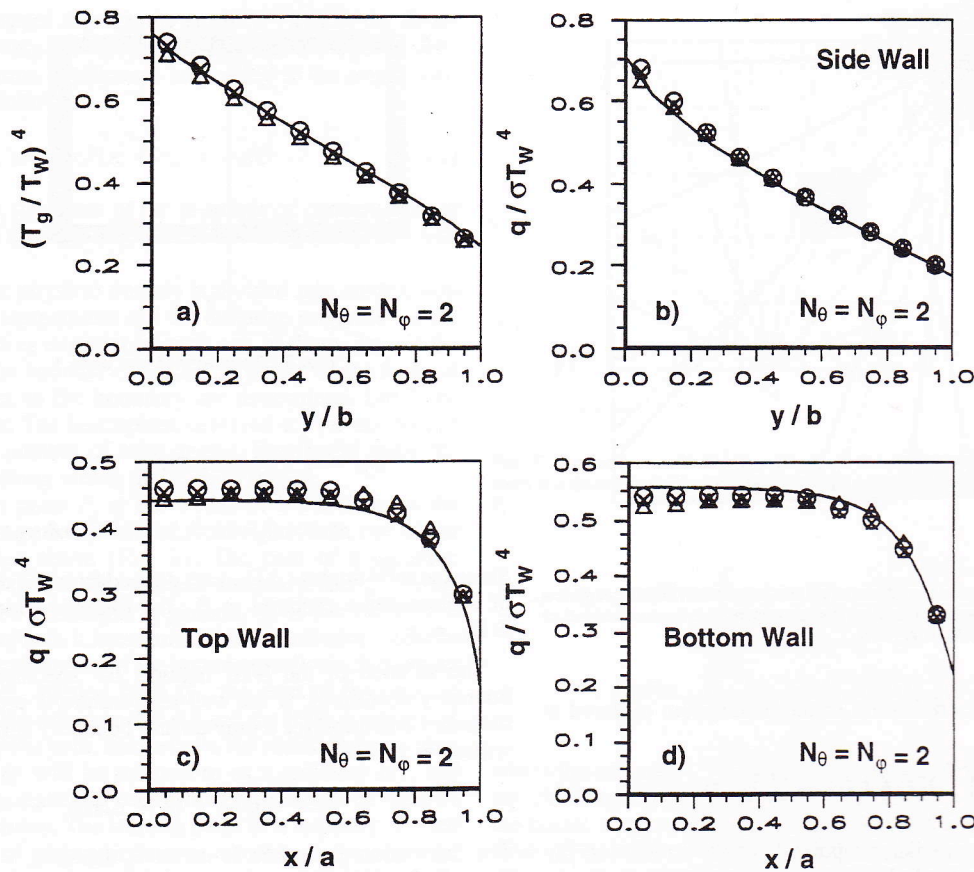 0.8
0.6
0.4
0.2
0.0
(T_g / T_W)^4
a)
N_θ = N_φ = 2
0.0 0.2 0.4 0.6 0.8 1.0
y / b
0.8
0.6
0.4
0.2
0.0
q / σT_W^4
Side Wall
b)
N_θ = N_φ = 2
0.0 0.2 0.4 0.6 0.8 1.0
y / b
0.5
0.4
0.3
0.2
0.1
0.0
q / σT_W^4
Top Wall
c)
N_θ = N_φ = 2
0.0 0.2 0.4 0.6 0.8 1.0
x / a
0.6
0.5
0.4
0.3
0.2
0.1
0.0
q / σT_W^4
Bottom Wall
d)
N_θ = N_φ = 2
0.0 0.2 0.4 0.6 0.8 1.0
x / a